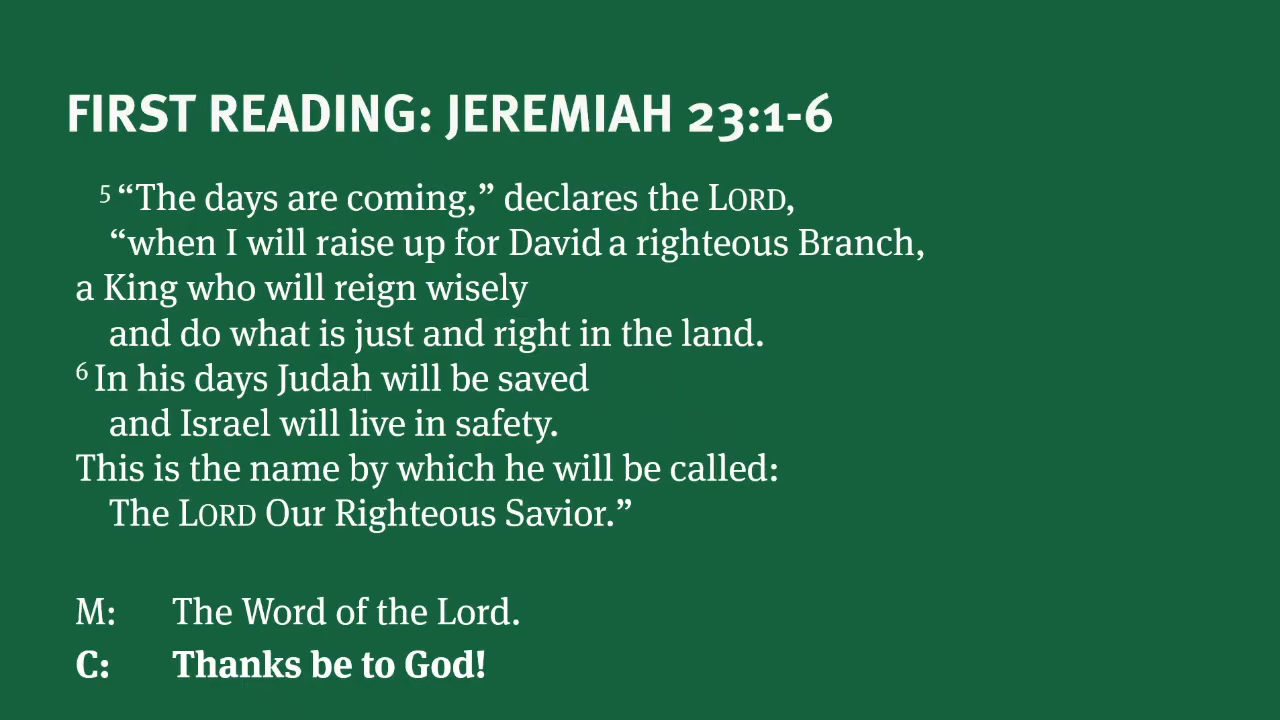 FIRST READING: JEREMIAH 23:1-6
5 “The days are coming,” declares the LORD,
“when I will raise up for David a righteous Branch,
a King who will reign wisely
and do what is just and right in the land.
6 In his days Judah will be saved
and Israel will live in safety.
This is the name by which he will be called:
The LORD Our Righteous Savior.”
M: The Word of the Lord.
C: Thanks be to God!